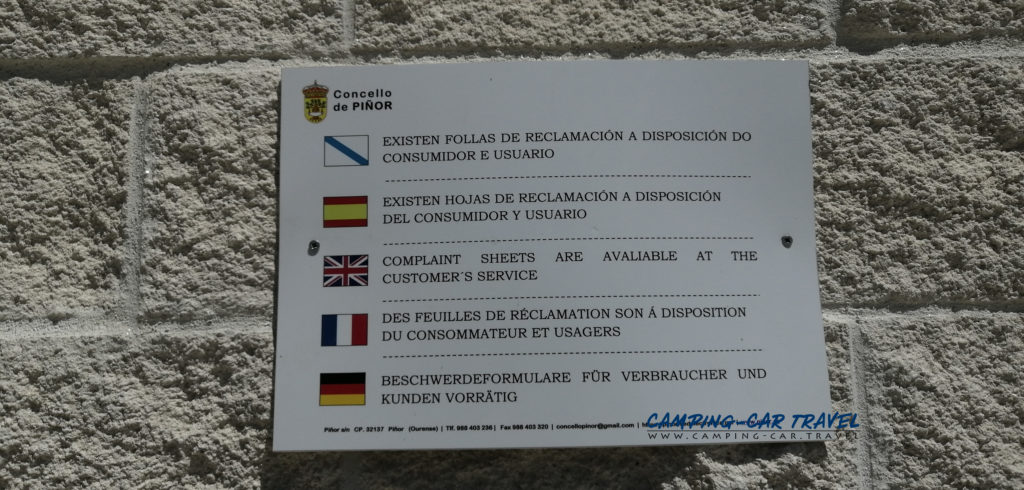 Concello
de PIÑOR
EXISTEN FOLLAS DE RECLAMACIÓN A DISPOSICIÓN DO
CONSUMIDOR E USUARIO
EXISTEN HOJAS DE RECLAMACIÓN A DISPOSICIÓN
DEL CONSUMIDOR Y USUARIO
COMPLAINT SHEETS ARE AVALIABLE AT THE
CUSTOMER´S SERVICE
DES FEUILLES DE RÉCLAMATION SON Á DISPOSITION
DU CONSOMMATEUR ET USAGERS
BESCHWERDEFORMULARE FÜR VERBRAUCHER UND
KUNDEN VORRÄTIG
Piñor s/n CP. 32137 Piñor (Ourense) | Tlf. 988 403 236 | Fax 988 403 320 | concellopinor@gmail.com |
CAMPING-CAR TRAVEL
WWW.CAMPING-CAR.TRAVEL